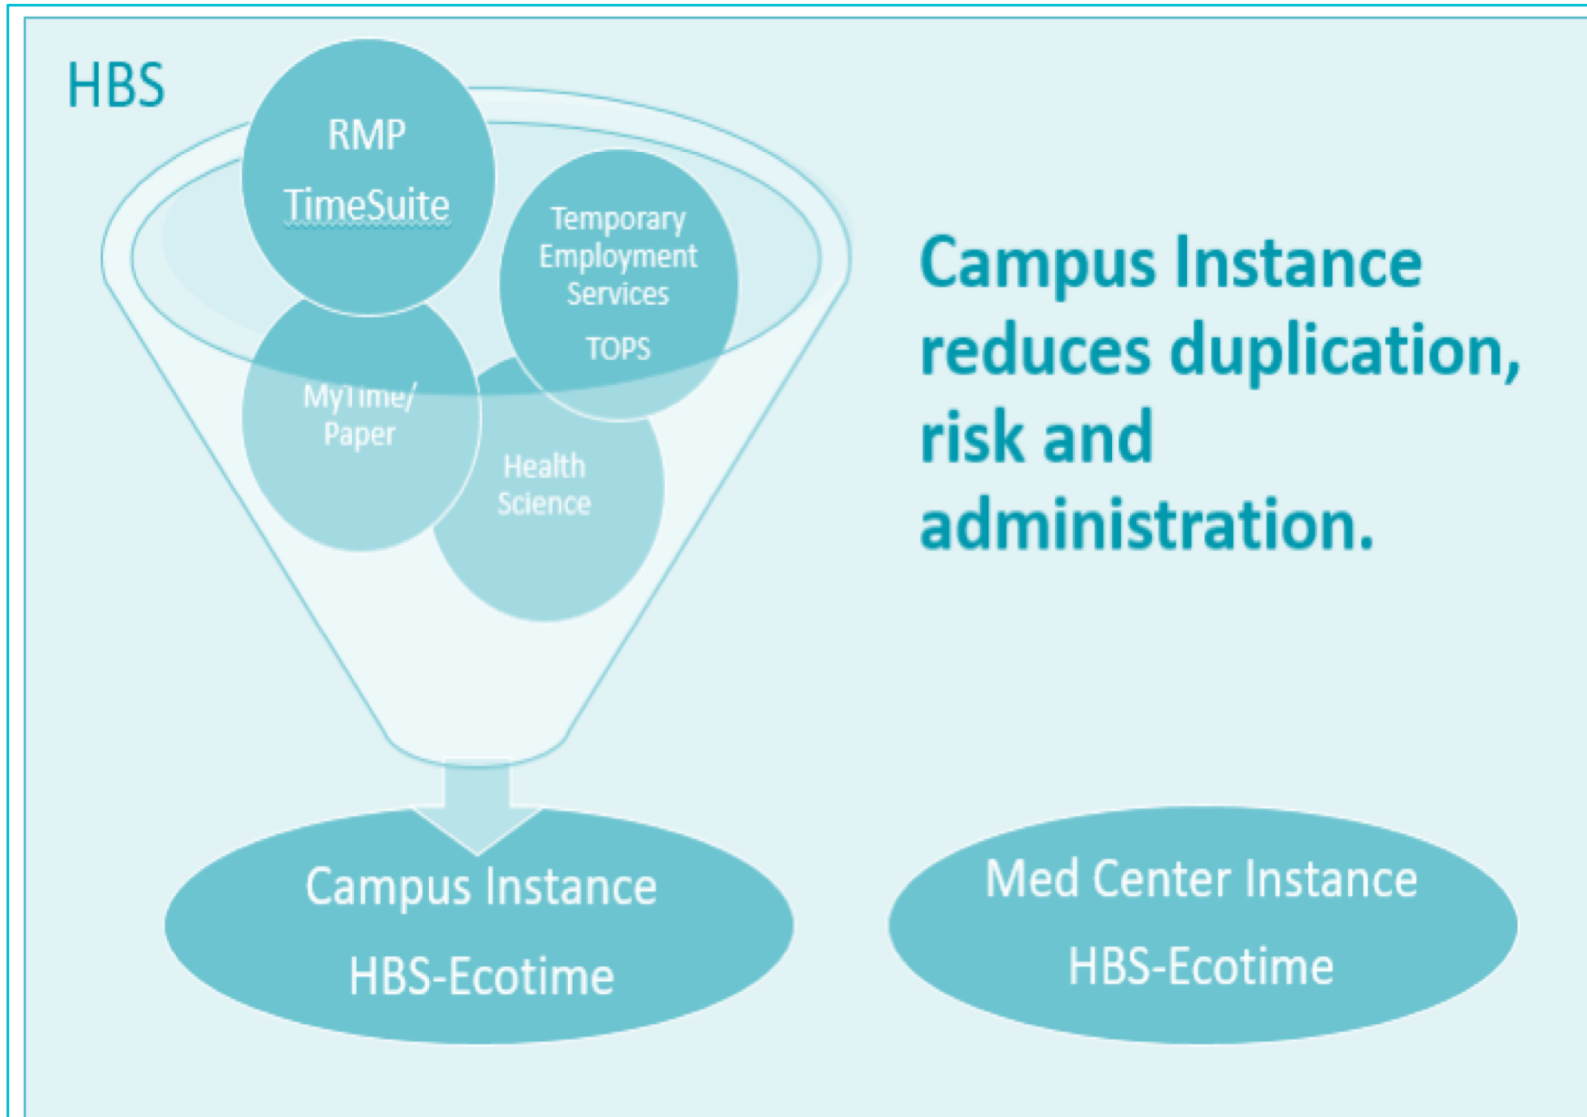 HBS
RMP
TimeSuite
Temporary
Employment
Services
TOPS
MyTime/
Paper
Health
Science
Campus Instance
reduces duplication,
risk and
administration.
Campus Instance
HBS-Ecotime
Med Center Instance
HBS-Ecotime